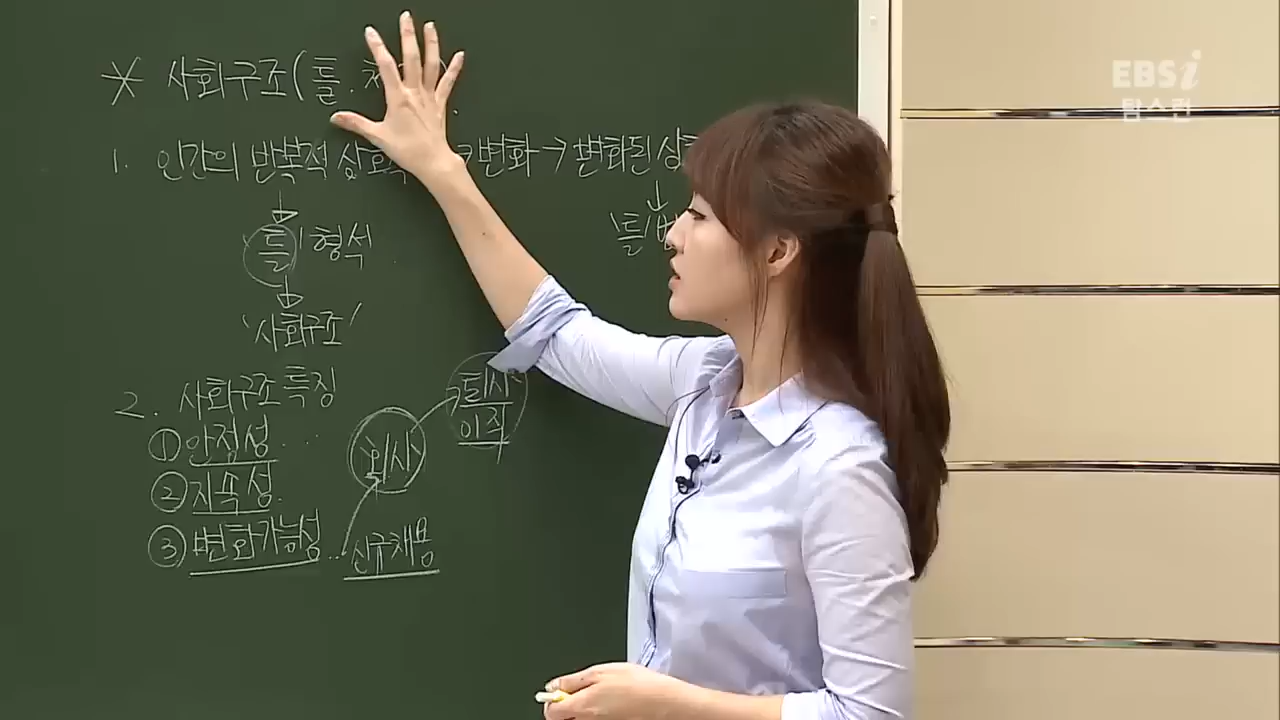 EBSi
탐스런
* 사회구조(틀.
1. 인간의 반복적 상호 변화 → 변화된 상호
↓ ↓
'틀' 형식 '틀'
↓
'사회구조'
2. 사회구조 특징
① 안정성 ... 회사 퇴사
이직
② 지속성.
③ 변화가능성 ... 신규채용